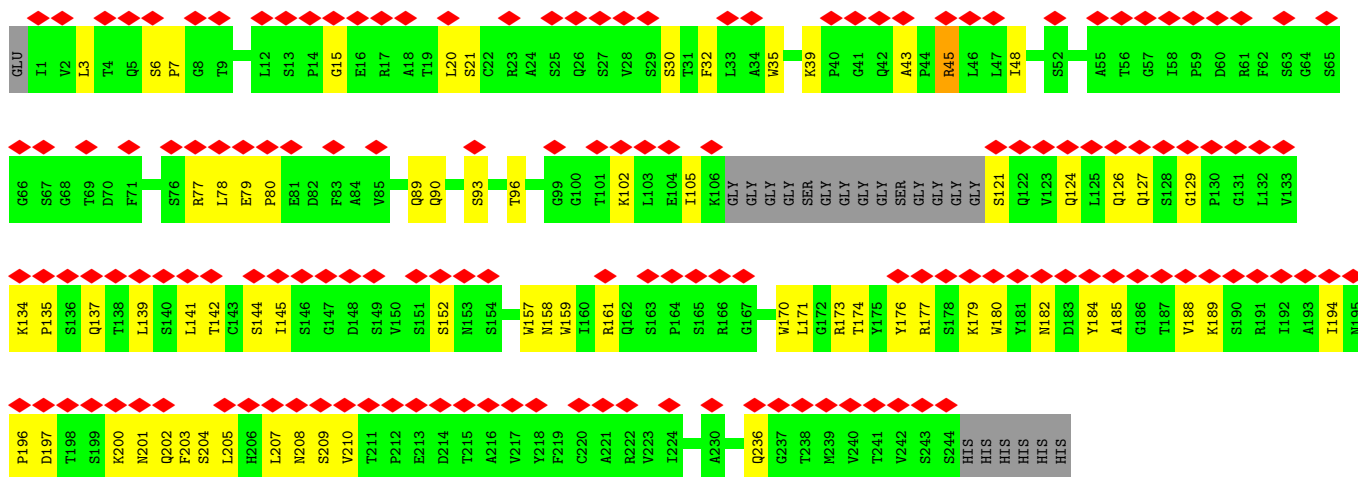 GLU I1 V2 L3 T4 Q5 S6 P7 G8 T9 L12 S13 P14 G15 E16 R17 A18 T19 L20 S21 C22 R23 A24 S25 Q26 S27 V28 S29 S30 T31 F32 L33 A34 W35 K39 P40 G41 Q42 A43 P44 R45 L46 L47 I48 S52 A55 T56 G57 I58 P59 D60 R61 F62 S63 G64 S65
G66 S67 G68 T69 D70 F71 S76 R77 L78 E79 P80 E81 D82 F83 A84 V85 Q89 Q90 S93 T96 G99 G100 T101 K102 L103 E104 I105 K106 GLY GLY GLY SER GLY GLY GLY GLY SER GLY GLY GLY GLY S121 Q122 V123 Q124 L125 Q126 Q127 S128 G129 P130 G131 L132 V133
K134 P135 S136 Q137 T138 L139 S140 L141 T142 C143 S144 I145 S146 G147 D148 S149 V150 S151 S152 N153 S154 W157 N158 W159 I160 R161 Q162 S163 P164 S165 R166 G167 W170 L171 G172 R173 T174 Y175 Y176 R177 S178 K179 W180 Y181 N182 D183 Y184 A185 G186 T187 V188 K189 S190 R191 I192 A193 I194 N195
P196 D197 T198 S199 K200 N201 Q202 F203 S204 L205 H206 L207 N208 S209 V210 T211 P212 E213 D214 T215 A216 V217 Y218 F219 C220 A221 R222 V223 I224 A230 Q236 G237 T238 M239 V240 T241 V242 S243 S244 HIS HIS HIS HIS HIS HIS